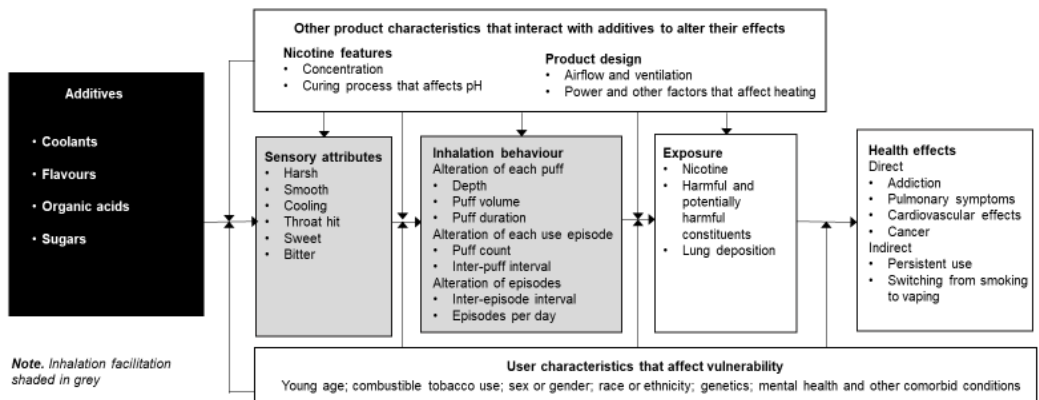 Other product characteristics that interact with additives to alter their effects
Nicotine features
• Concentration
• Curing process that affects pH
Product design
• Airflow and ventilation
• Power and other factors that affect heating
Additives
• Coolants
• Flavours
• Organic acids
• Sugars
Sensory attributes
• Harsh
• Smooth
• Cooling
• Throat hit
• Sweet
• Bitter
Inhalation behaviour
Alteration of each puff
• Depth
• Puff volume
• Puff duration
Alteration of each use episode
• Puff count
• Inter-puff interval
Alteration of episodes
• Inter-episode interval
• Episodes per day
Exposure
• Nicotine
• Harmful and
potentially
harmful
constituents
• Lung deposition
Health effects
Direct
• Addiction
• Pulmonary symptoms
• Cardiovascular effects
• Cancer
Indirect
• Persistent use
• Switching from smoking
to vaping
Note. Inhalation facilitation
shaded in grey
User characteristics that affect vulnerability
Young age; combustible tobacco use; sex or gender; race or ethnicity; genetics; mental health and other comorbid conditions